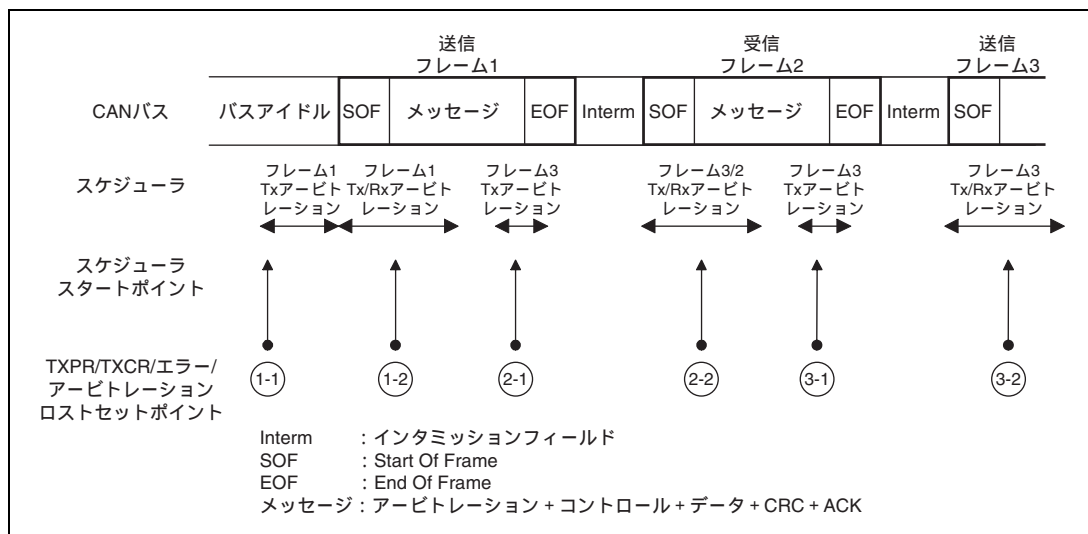 送信
フレーム1
受信
フレーム2
送信
フレーム3
CANバス
バスアイドル
SOF
メッセージ
EOF
Interm
SOF
メッセージ
EOF
Interm
SOF
スケジューラ
フレーム1
Txアービト
レーション
フレーム1
Tx/Rxアービト
レーション
フレーム3
Txアービト
レーション
フレーム3/2
Tx/Rxアービト
レーション
フレーム3
Txアービト
レーション
フレーム3
Tx/Rxアービト
レーション
スケジューラ
スタートポイント
TXPR/TXCR/エラー/
アービトレーション
ロストセットポイント
1-1
1-2
2-1
2-2
3-1
3-2
Interm : インタミッションフィールド
SOF : Start Of Frame
EOF : End Of Frame
メッセージ : アービトレーション + コントロール + データ + CRC + ACK